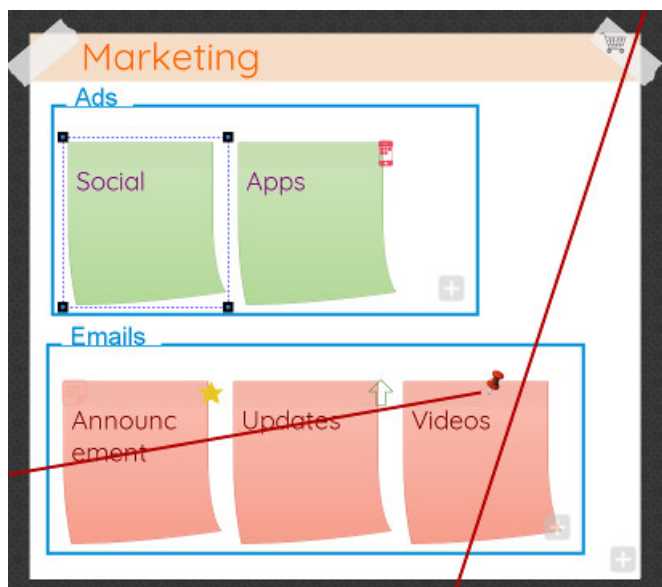 Marketing
Ads
Social
Apps
Emails
Announc
ement
Updates
Videos